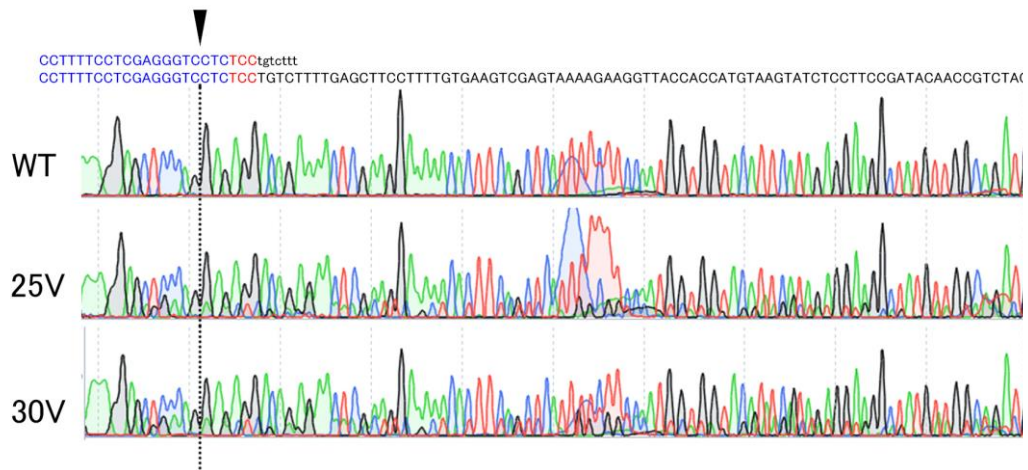 CCTTTTCCTCGAGGGTCCTCTCCtgtcttt
CCTTTTCCTCGAGGGTCCTCTCCTGTCTTTTGAGCTTCCTTTTGTGAAGTCGAGTAAAAGAAGGTTACCACCATGTAAGTATCTCCTTCCGATACAACCGTCTAC
WT
25V
30V